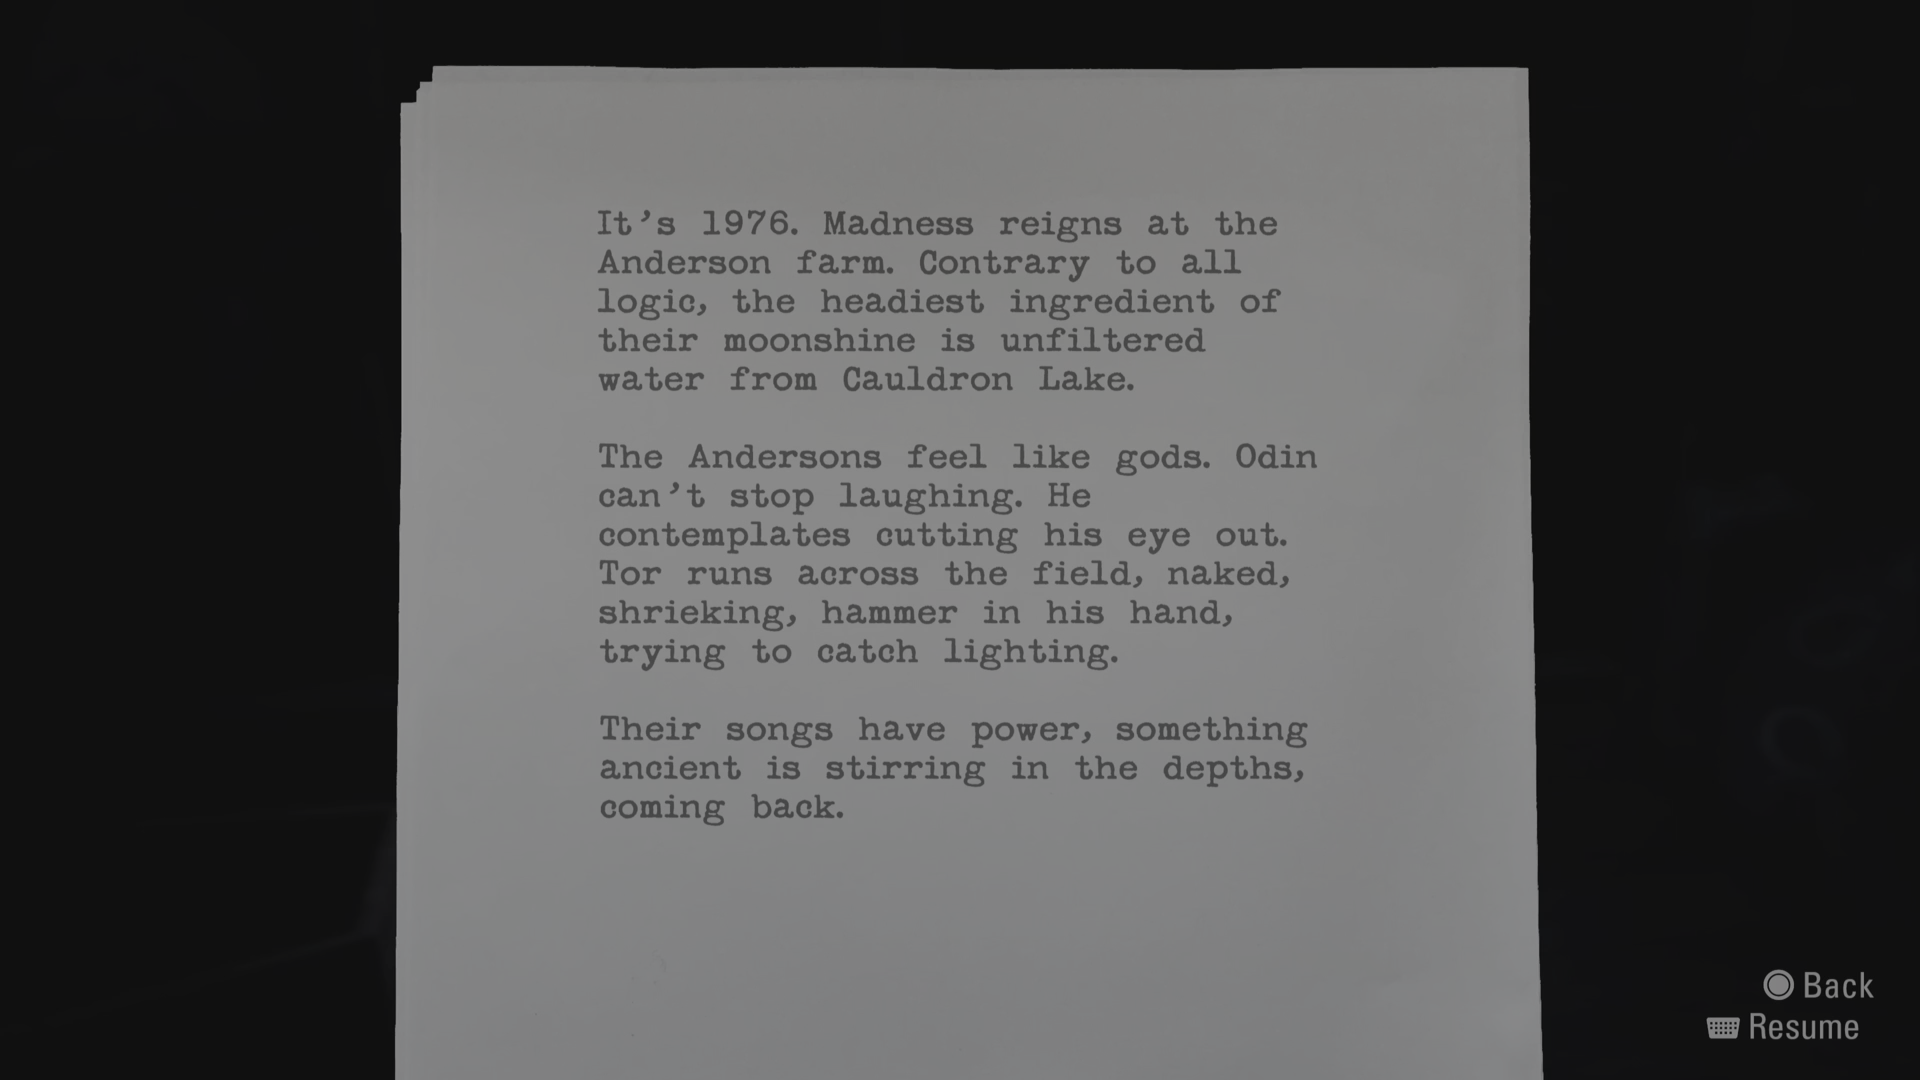 It’s 1976. Madness reigns at the
Anderson farm. Contrary to all
logic, the headiest ingredient of
their moonshine is unfiltered
water from Cauldron Lake.
The Andersons feel like gods. Odin
can’t stop laughing. He
contemplates cutting his eye out.
Tor runs across the field, naked,
shrieking, hammer in his hand,
trying to catch lighting.
Their songs have power, something
ancient is stirring in the depths,
coming back.
Back
Resume